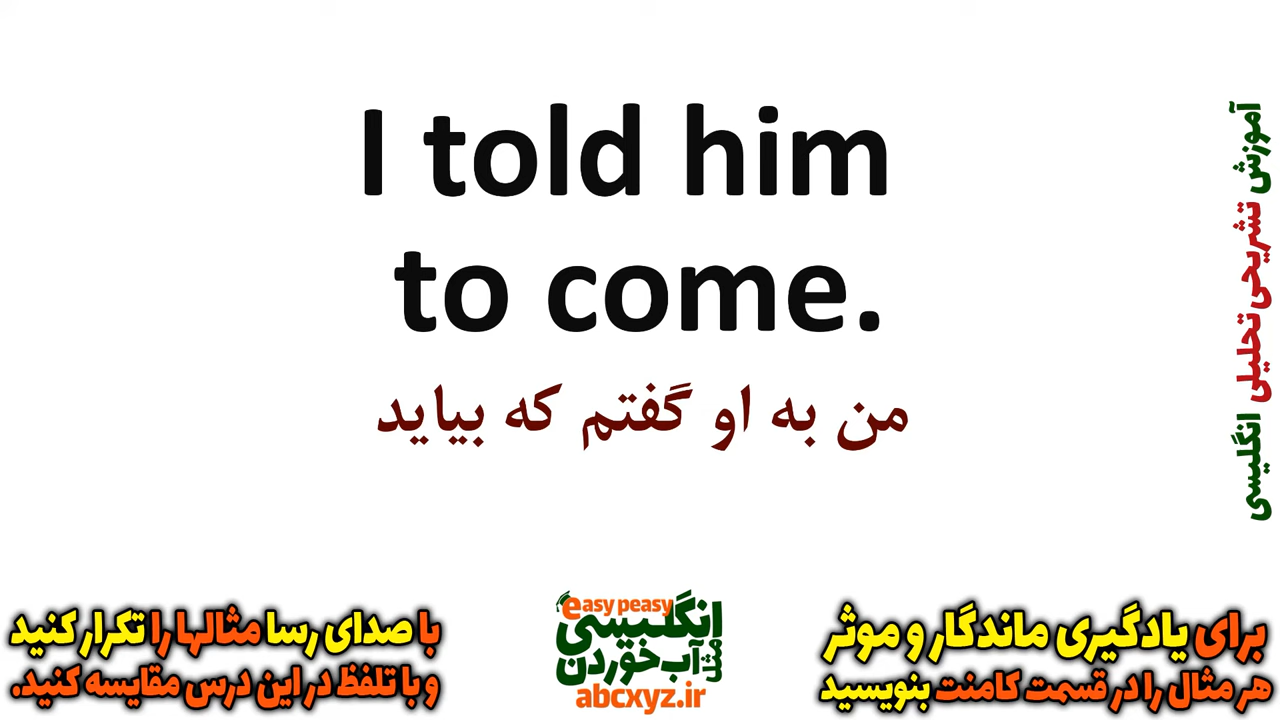 I told him
to come.
من به او گفتم که بیاید
آموزش تشریحی تحلیلی انگلیسی
برای یادگیری ماندگار و موثر
هر مثال را در قسمت کامنت بنویسید
easy peasy
انگلیسی
مثل آب خوردن
abcxyz.ir
با صدای رسا مثالها را تکرار کنید
و با تلفظ در این درس مقایسه کنید.